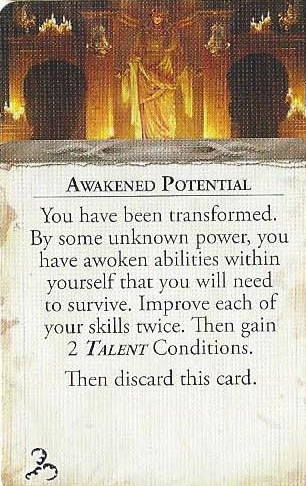 AWAKENED POTENTIAL
You have been transformed.
By some unknown power, you
have awoken abilities within
yourself that you will need
to survive. Improve each of
your skills twice. Then gain
2 TALENT Conditions.
Then discard this card.